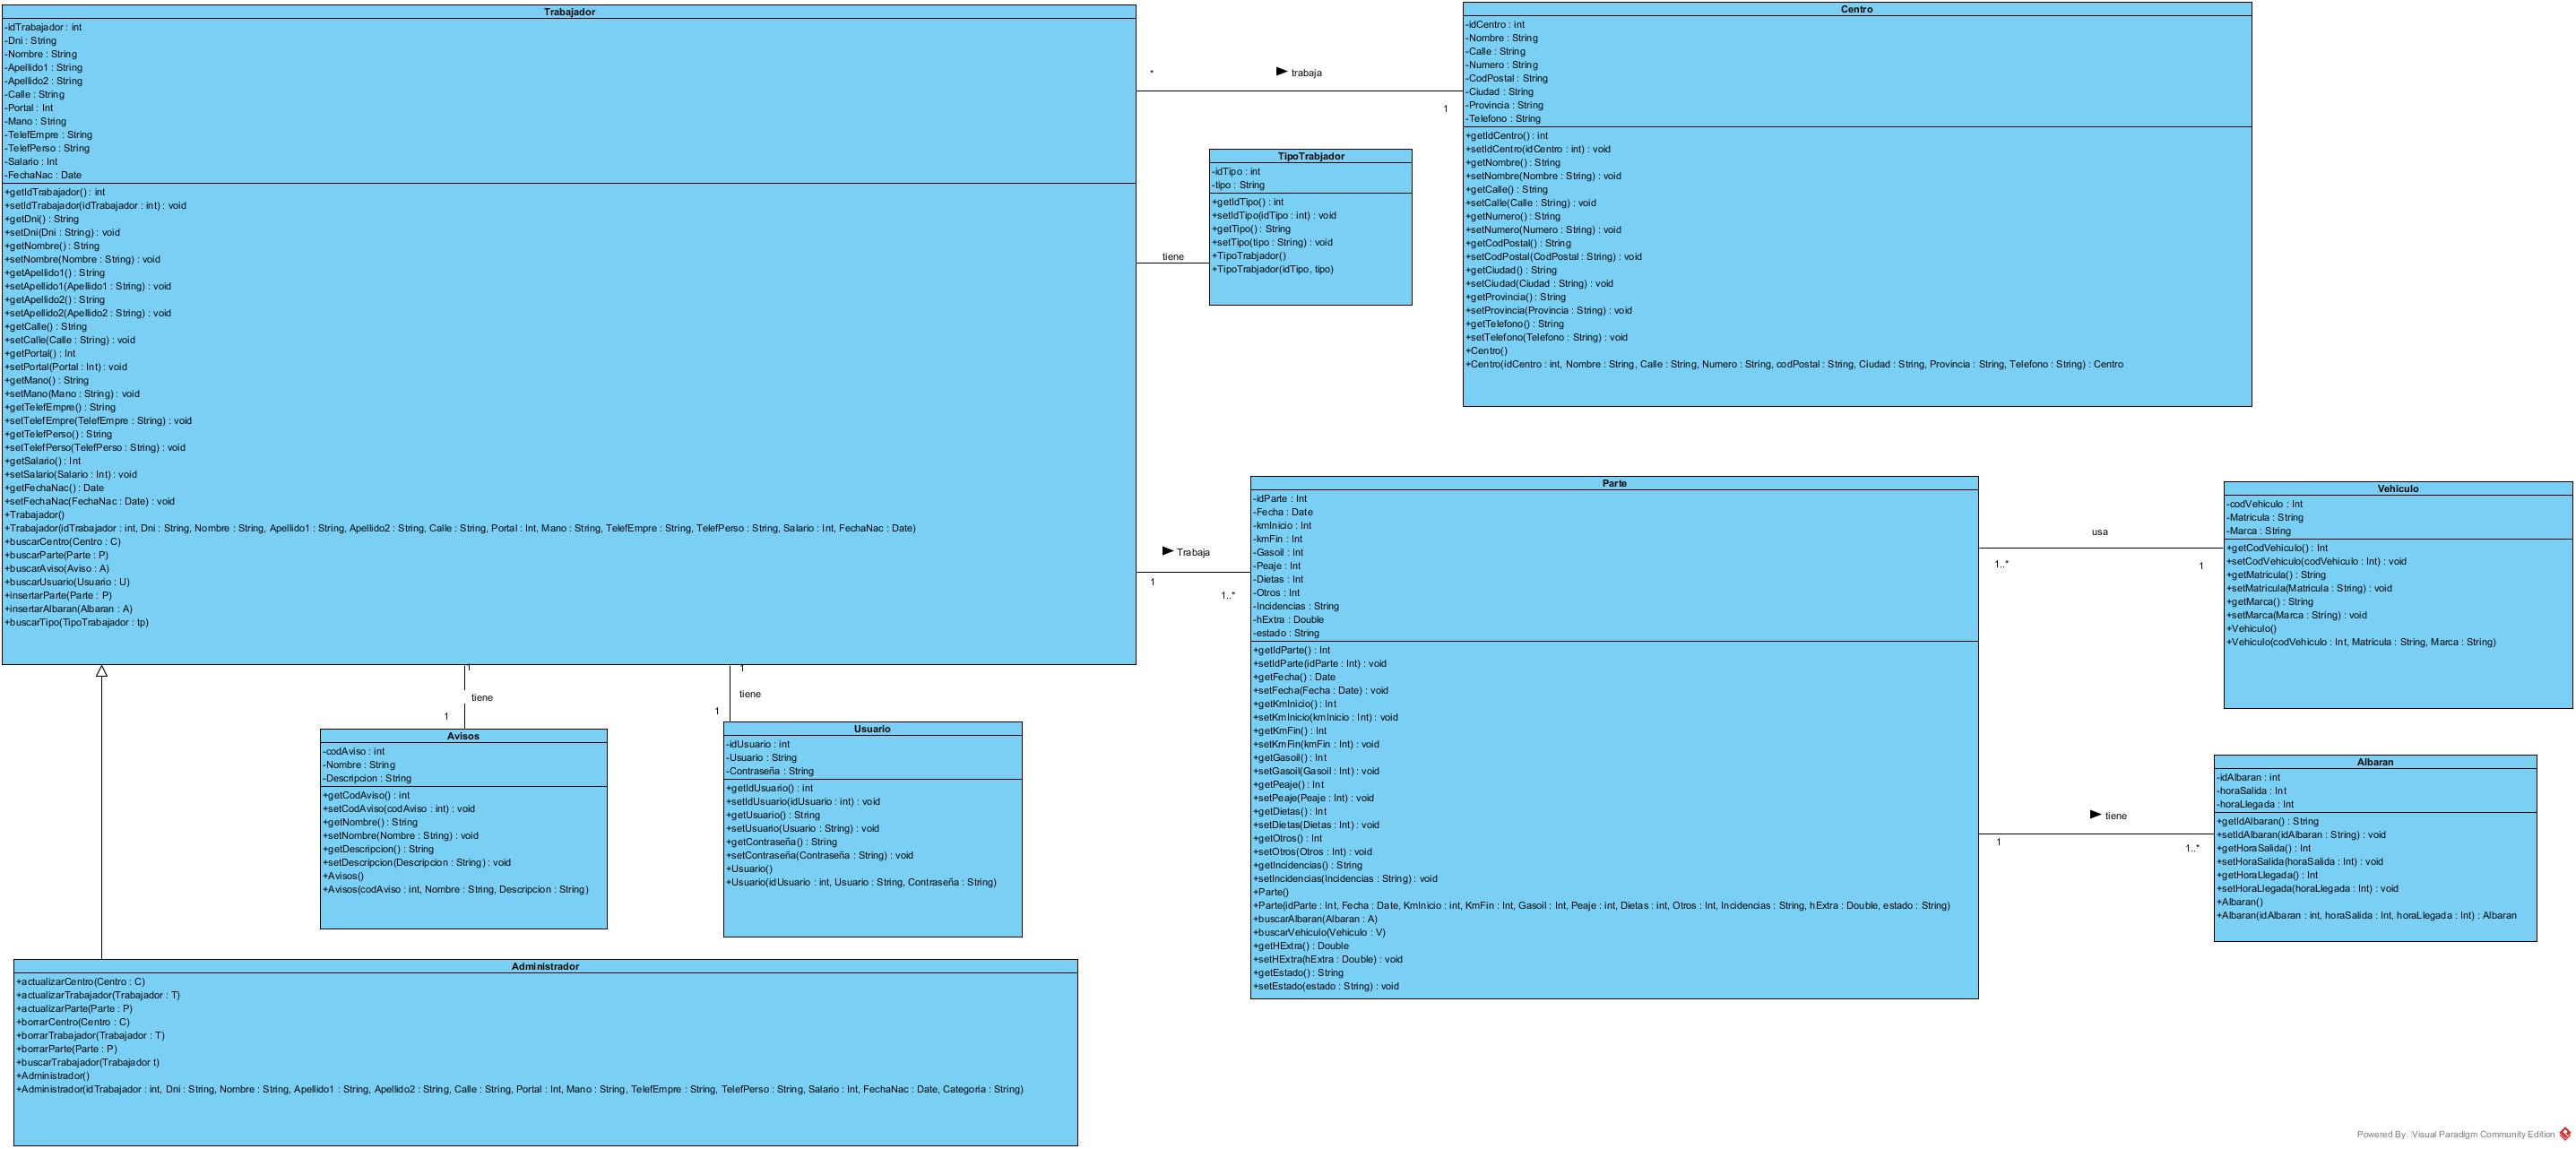 Trabajador
-idTrabajador : int
-Dni : String
-Nombre : String
-Apellido1 : String
-Apellido2 : String
-Calle : String
-Portal : Int
-Mano : String
-TelefEmpre : String
-TelefPerso : String
-Salario : Int
-FechaNac : Date
+getIdTrabajador() : int
+setIdTrabajador(idTrabajador : int) : void
+getDni() : String
+setDni(Dni : String) : void
+getNombre() : String
+setNombre(Nombre : String) : void
+getApellido1() : String
+setApellido1(Apellido1 : String) : void
+getApellido2() : String
+setApellido2(Apellido2 : String) : void
+getCalle() : String
+setCalle(Calle : String) : void
+getPortal() : Int
+setPortal(Portal : Int) : void
+getMano() : String
+setMano(Mano : String) : void
+getTelefEmpre() : String
+setTelefEmpre(TelefEmpre : String) : void
+getTelefPerso() : String
+setTelefPerso(TelefPerso : String) : void
+getSalario() : Int
+setSalario(Salario : Int) : void
+getFechaNac() : Date
+setFechaNac(FechaNac : Date) : void
+Trabajador()
+Trabajador(idTrabajador : int, Dni : String, Nombre : String, Apellido1 : String, Apellido2 : String, Calle : String, Portal : Int, Mano : String, TelefEmpre : String, TelefPerso : String, Salario : Int, FechaNac : Date)
+buscarCentro(Centro : C)
+buscarParte(Parte : P)
+buscarAviso(Aviso : A)
+buscarUsuario(Usuario : U)
+insertarParte(Parte : P)
+insertarAlbaran(Albaran : A)
+buscarTipo(TipoTrabajador : tp)
*
trabaja
1
Centro
-idCentro : int
-Nombre : String
-Calle : String
-Numero : String
-CodPostal : String
-Ciudad : String
-Provincia : String
-Telefono : String
+getIdCentro() : int
+setIdCentro(idCentro : int) : void
+getNombre() : String
+setNombre(Nombre : String) : void
+getCalle() : String
+setCalle(Calle : String) : void
+getNumero() : String
+setNumero(Numero : String) : void
+getCodPostal() : String
+setCodPostal(CodPostal : String) : void
+getCiudad() : String
+setCiudad(Ciudad : String) : void
+getProvincia() : String
+setProvincia(Provincia : String) : void
+getTelefono() : String
+setTelefono(Telefono : String) : void
+Centro()
+Centro(idCentro : int, Nombre : String, Calle : String, Numero : String, codPostal : String, Ciudad : String, Provincia : String, Telefono : String) : Centro
tiene
TipoTrabjador
-idTipo : int
-tipo : String
+getIdTipo() : int
+setIdTipo(idTipo : int) : void
+getTipo() : String
+setTipo(tipo : String) : void
+TipoTrabjador()
+TipoTrabjador(idTipo, tipo)
Trabaja
1
1..*
Parte
-idParte : Int
-Fecha : Date
-kmInicio : Int
-kmFin : Int
-Gasoil : Int
-Peaje : Int
-Dietas : Int
-Otros : Int
-Incidencias : String
-hExtra : Double
-estado : String
+getIdParte() : Int
+setIdParte(idParte : Int) : void
+getFecha() : Date
+setFecha(Fecha : Date) : void
+getKmInicio() : Int
+setKmInicio(kmInicio : Int) : void
+getKmFin() : Int
+setKmFin(kmFin : Int) : void
+getGasoil() : Int
+setGasoil(Gasoil : Int) : void
+getPeaje() : Int
+setPeaje(Peaje : Int) : void
+getDietas() : Int
+setDietas(Dietas : Int) : void
+getOtros() : Int
+setOtros(Otros : Int) : void
+getIncidencias() : String
+setIncidencias(Incidencias : String) : void
+Parte()
+Parte(idParte : Int, Fecha : Date, KmInicio : int, KmFin : Int, Gasoil : Int, Peaje : int, Dietas : int, Otros : Int, Incidencias : String, hExtra : Double, estado : String)
+buscarAlbaran(Albaran : A)
+buscarVehiculo(Vehiculo : V)
+getHExtra() : Double
+setHExtra(hExtra : Double) : void
+getEstado() : String
+setEstado(estado : String) : void
usa
1..*
1
Vehiculo
-codVehiculo : Int
-Matricula : String
-Marca : String
+getCodVehiculo() : Int
+setCodVehiculo(codVehiculo : Int) : void
+getMatricula() : String
+setMatricula(Matricula : String) : void
+getMarca() : String
+setMarca(Marca : String) : void
+Vehiculo()
+Vehiculo(codVehiculo : Int, Matricula : String, Marca : String)
tiene
1
1..*
Albaran
-idAlbaran : int
-horaSalida : Int
-horaLlegada : Int
+getIdAlbaran() : String
+setIdAlbaran(idAlbaran : String) : void
+getHoraSalida() : Int
+setHoraSalida(horaSalida : Int) : void
+getHoraLlegada() : Int
+setHoraLlegada(horaLlegada : Int) : void
+Albaran()
+Albaran(idAlbaran : int, horaSalida : Int, horaLlegada : Int) : Albaran
1
tiene
1
Avisos
-codAviso : int
-Nombre : String
-Descripcion : String
+getCodAviso() : int
+setCodAviso(codAviso : int) : void
+getNombre() : String
+setNombre(Nombre : String) : void
+getDescripcion() : String
+setDescripcion(Descripcion : String) : void
+Avisos()
+Avisos(codAviso : int, Nombre : String, Descripcion : String)
1
tiene
1
Usuario
-idUsuario : int
-Usuario : String
-Contraseña : String
+getIdUsuario() : int
+setIdUsuario(idUsuario : int) : void
+getUsuario() : String
+setUsuario(Usuario : String) : void
+getContraseña() : String
+setContraseña(Contraseña : String) : void
+Usuario()
+Usuario(idUsuario : int, Usuario : String, Contraseña : String)
Administrador
+actualizarCentro(Centro : C)
+actualizarTrabajador(Trabajador : T)
+actualizarParte(Parte : P)
+borrarCentro(Centro : C)
+borrarTrabajador(Trabajador : T)
+borrarParte(Parte : P)
+buscarTrabajador(Trabajador t)
+Administrador()
+Administrador(idTrabajador : int, Dni : String, Nombre : String, Apellido1 : String, Apellido2 : String, Calle : String, Portal : Int, Mano : String, TelefEmpre : String, TelefPerso : String, Salario : Int, FechaNac : Date, Categoria : String)
Powered By Visual Paradigm Community Edition